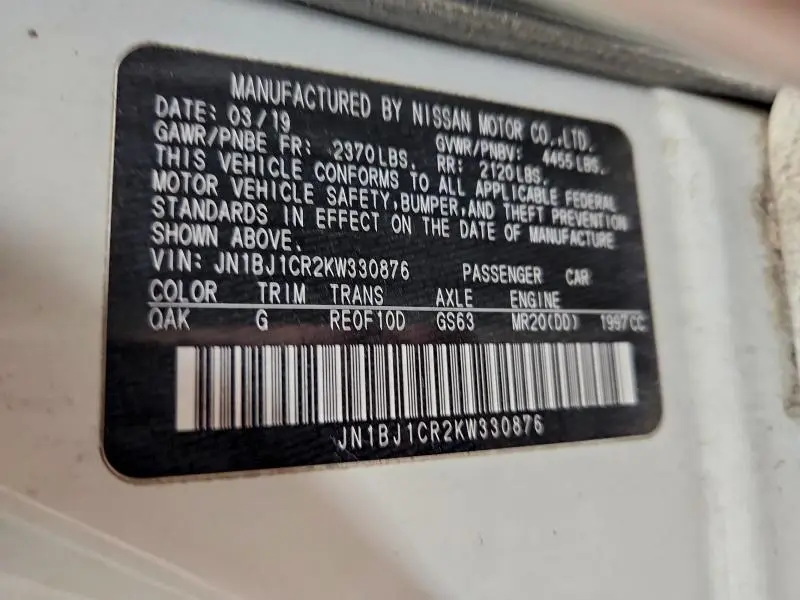 MANUFACTURED BY NISSAN MOTOR CO.,LTD.
DATE: 03/19 GVWR/PNBV: 4455LBS.
GAWR/PNBE FR: 2370LBS. RR: 2120LBS.
THIS VEHICLE CONFORMS TO ALL APPLICABLE FEDERAL
MOTOR VEHICLE SAFETY,BUMPER,AND THEFT PREVENTION
STANDARDS IN EFFECT ON THE DATE OF MANUFACTURE
SHOWN ABOVE.
VIN: JN1BJ1CR2KW330876 PASSENGER CAR
COLOR TRIM TRANS AXLE ENGINE
QAK G RE0F10D GS63 MR20(DD) 1997CC
JN1BJ1CR2KW330876